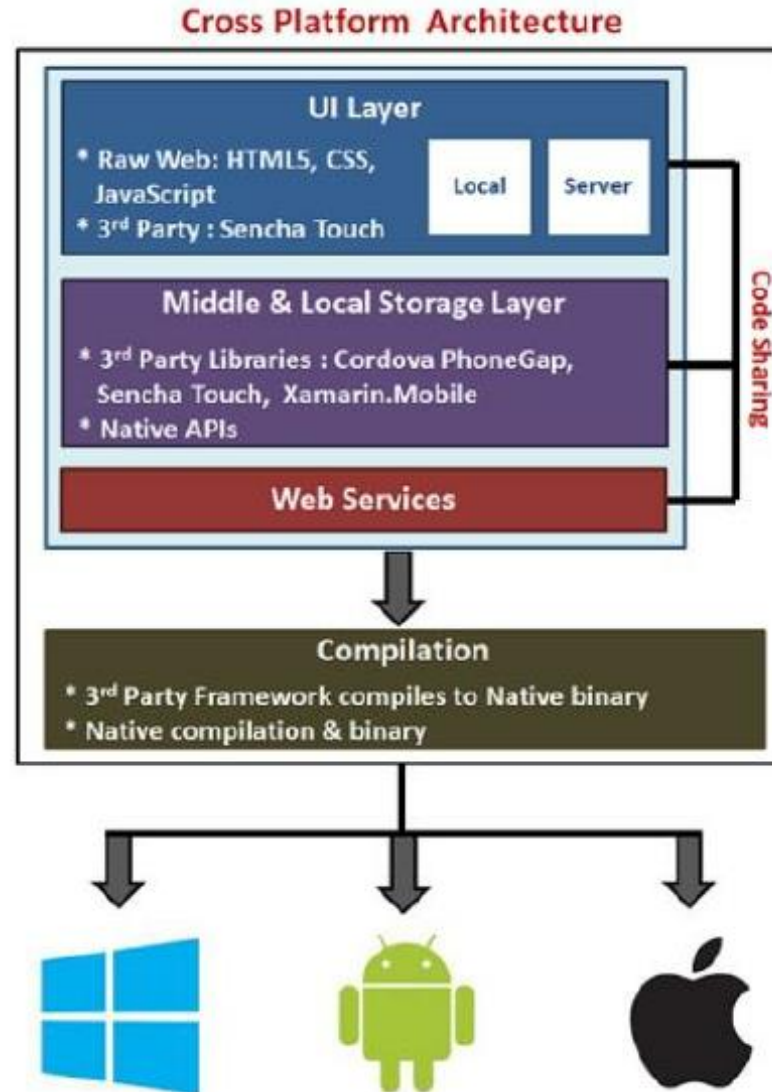 Cross Platform Architecture
UI Layer
* Raw Web: HTML5, CSS,
JavaScript
* 3rd Party : Sencha Touch
Local
Server
Middle & Local Storage Layer
* 3rd Party Libraries : Cordova PhoneGap,
Sencha Touch, Xamarin.Mobile
* Native APIs
Web Services
Code Sharing
Compilation
* 3rd Party Framework compiles to Native binary
* Native compilation & binary